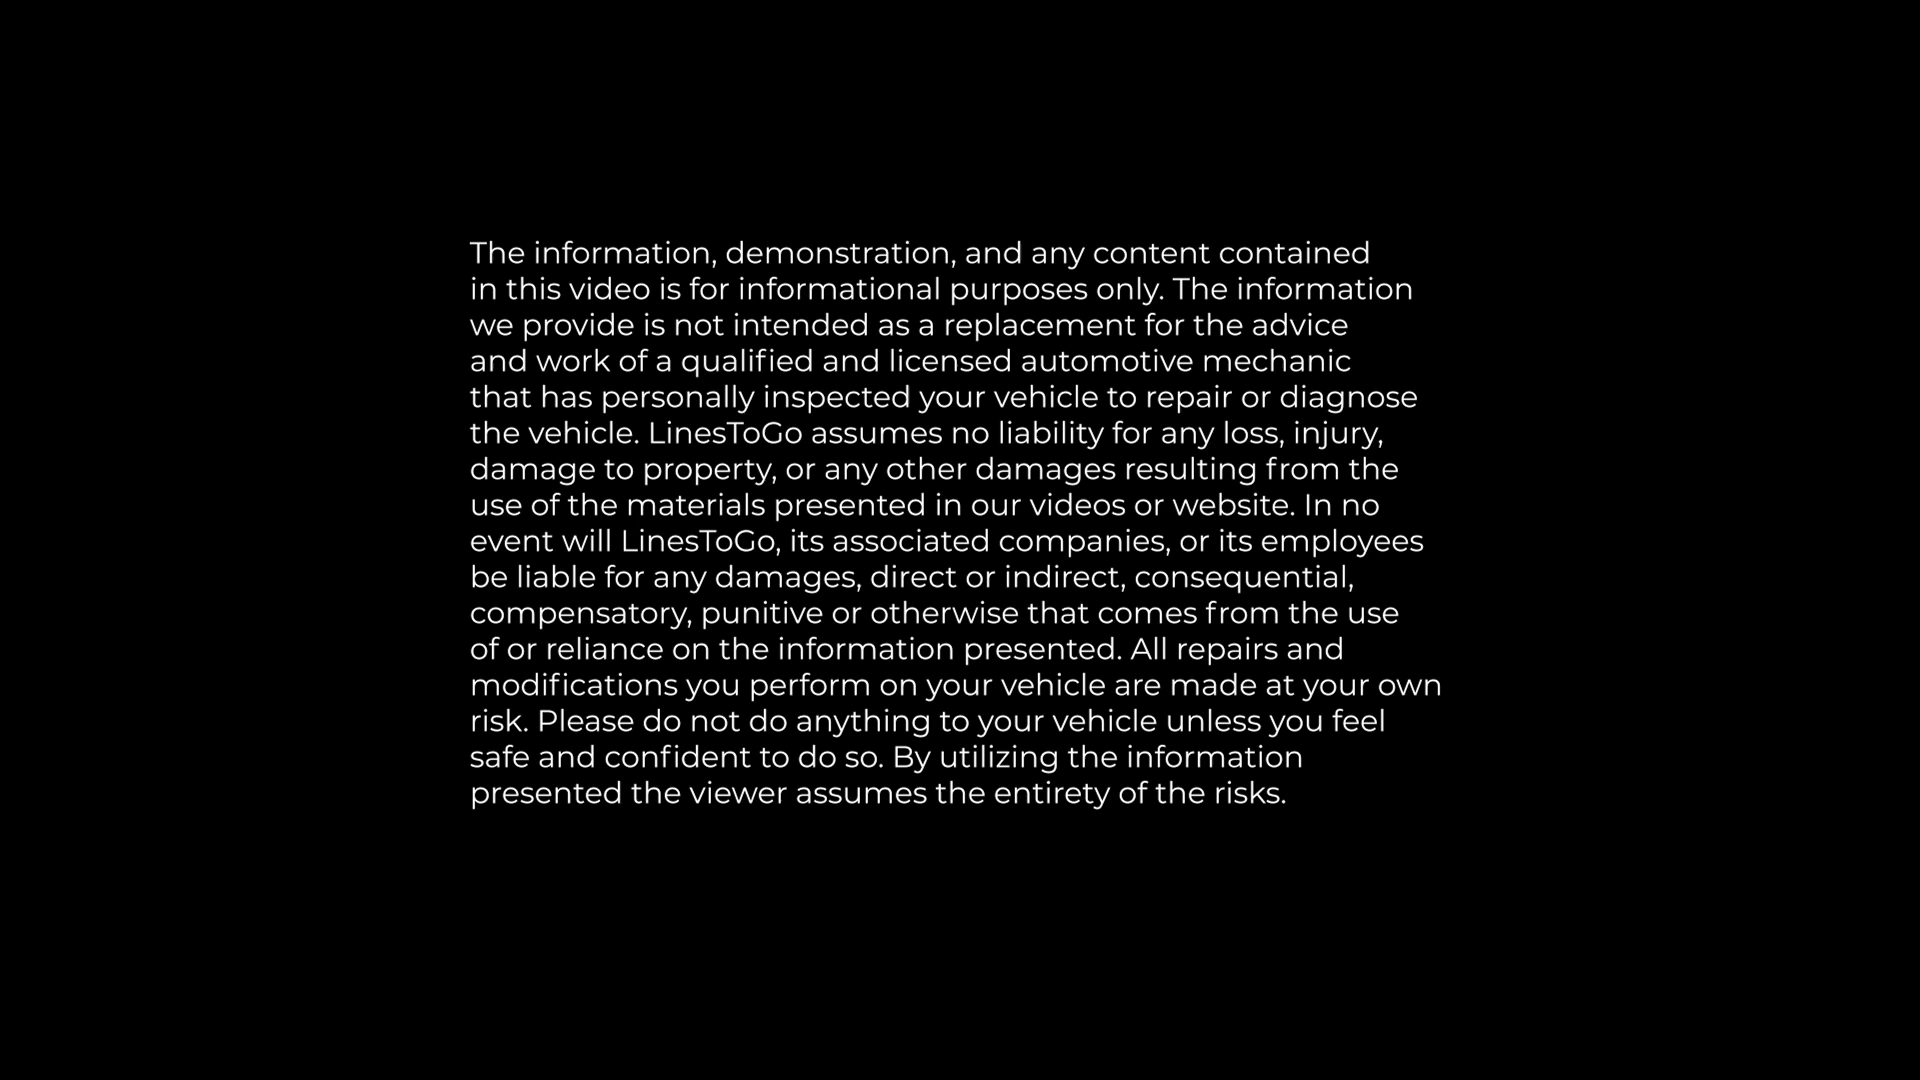 The information, demonstration, and any content contained
in this video is for informational purposes only. The information
we provide is not intended as a replacement for the advice
and work of a qualified and licensed automotive mechanic
that has personally inspected your vehicle to repair or diagnose
the vehicle. LinesToGo assumes no liability for any loss, injury,
damage to property, or any other damages resulting from the
use of the materials presented in our videos or website. In no
event will LinesToGo, its associated companies, or its employees
be liable for any damages, direct or indirect, consequential,
compensatory, punitive or otherwise that comes from the use
of or reliance on the information presented. All repairs and
modifications you perform on your vehicle are made at your own
risk. Please do not do anything to your vehicle unless you feel
safe and confident to do so. By utilizing the information
presented the viewer assumes the entirety of the risks.